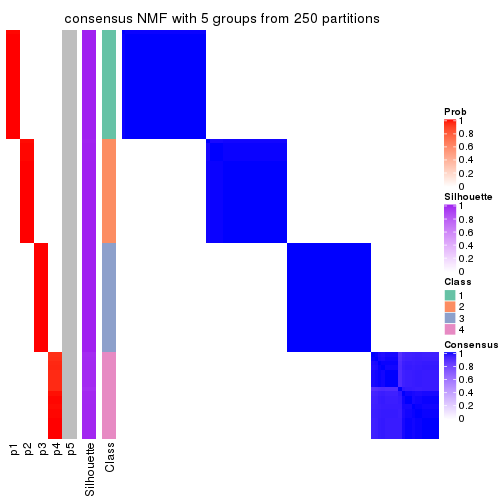 consensus NMF with 5 groups from 250 partitions
Prob
1
0.8
0.6
0.4
0.2
0
Silhouette
1
0.8
0.6
0.4
0.2
0
Class
1
2
3
4
Consensus
1
0.8
0.6
0.4
0.2
0
p1
p2
p3
p4
p5
Silhouette
Class